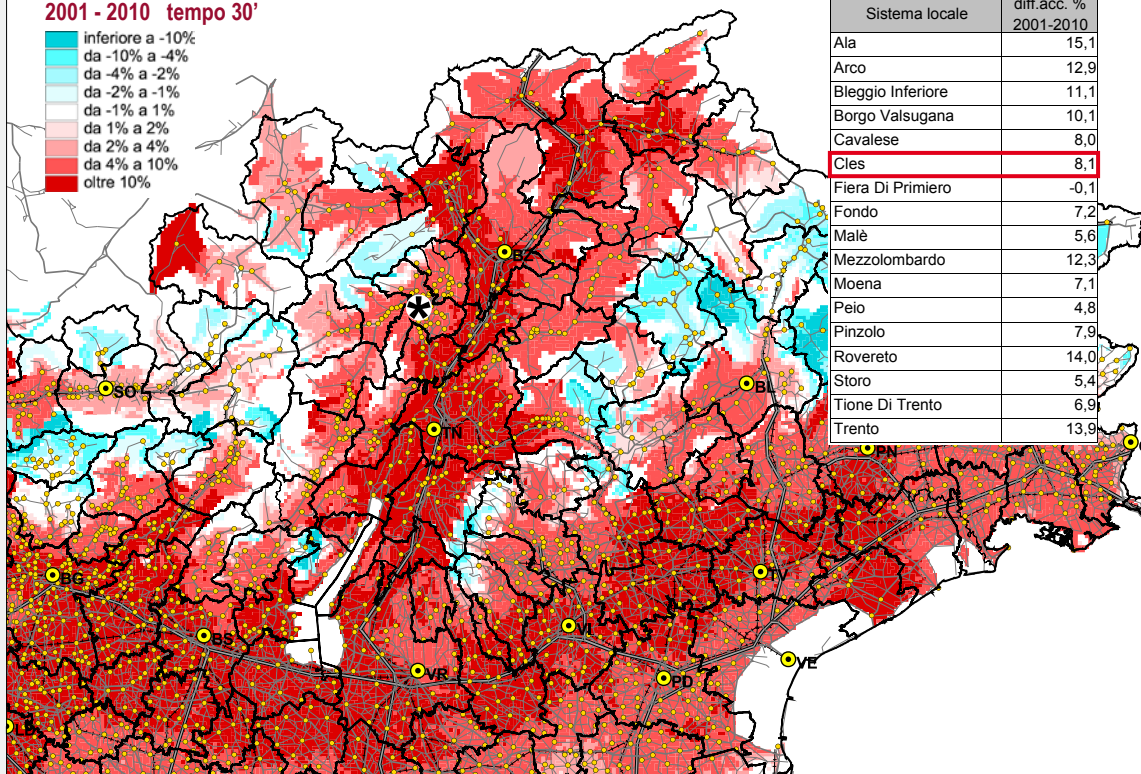 2001 - 2010 tempo 30'
inferiore a -10%
da -10% a -4%
da -4% a -2%
da -2% a -1%
da -1% a 1%
da 1% a 2%
da 2% a 4%
da 4% a 10%
oltre 10%
Sistema locale diff.acc. % 2001-2010
Ala 15,1
Arco 12,9
Bleggio Inferiore 11,1
Borgo Valsugana 10,1
Cavalese 8,0
Cles 8,1
Fiera Di Primiero -0,1
Fondo 7,2
Malè 5,6
Mezzolombardo 12,3
Moena 7,1
Peio 4,8
Pinzolo 7,9
Rovereto 14,0
Storo 5,4
Tione Di Trento 6,9
Trento 13,9
BZ
*
SO
BL
TN
PN
BG
BS
VR
PD
VE